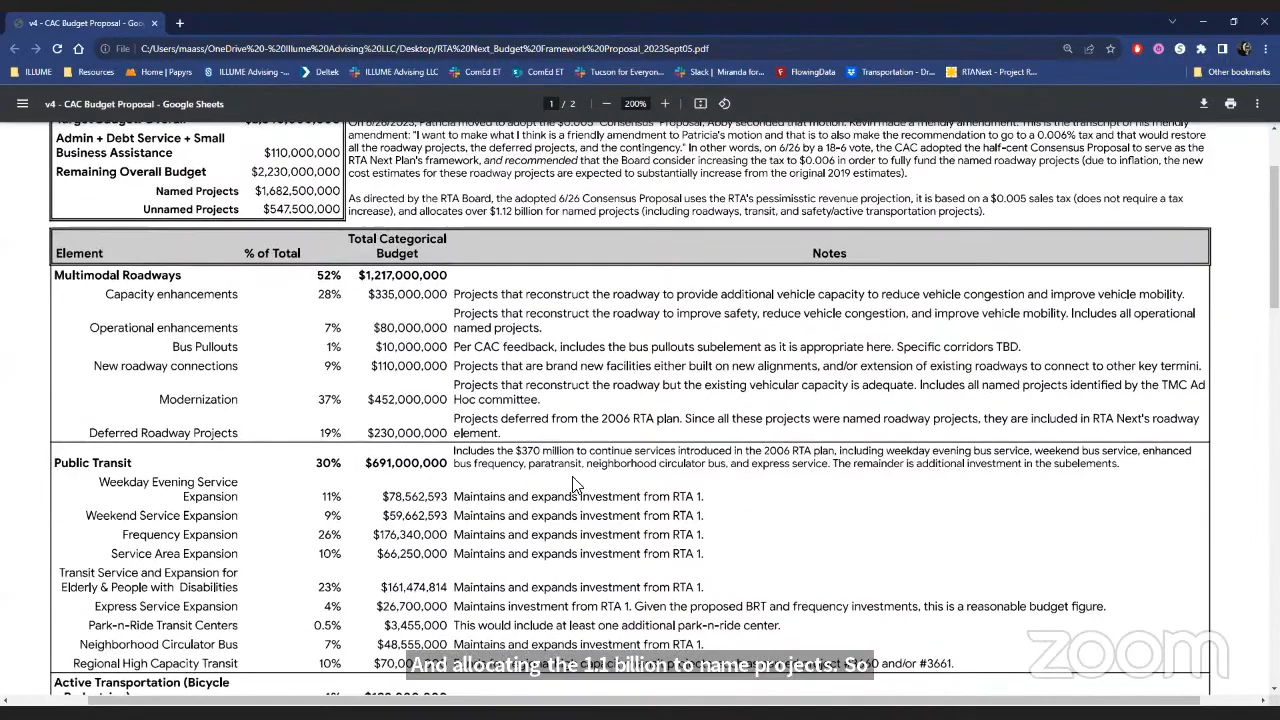 v4 - CAC Budget Proposal - Goo
C:/Users/maass/OneDrive%20-%20Illume%20Advising%20LLC/Desktop/RTA%20Next_Budget%20Framework%20Proposal_2023Sept05.pdf
ILLUME Resources Home | Papyrs ILLUME Advising -... Deltek ILLUME Advising LLC ComEd ET ComEd ET Tucson for Everyon... Slack | Miranda for... FlowingData Transportation - Dr... RTANext - Project R... Other bookmarks
v4 - CAC Budget Proposal - Google Sheets 1 / 2 200%
amendment: "I want to make what I think is a friendly amendment to Patricia's motion and that is to also make the recommendation to go to a 0.006% tax and that would restore
Admin + Debt Service + Small
Business Assistance $110,000,000
all the roadway projects, the deferred projects, and the contingency." In other words, on 6/26 by a 18-6 vote, the CAC adopted the half-cent Consensus Proposal to serve as the
RTA Next Plan's framework, and recommended that the Board consider increasing the tax to $0.006 in order to fully fund the named roadway projects (due to inflation, the new
cost estimates for these roadway projects are expected to substantially increase from the original 2019 estimates).
Remaining Overall Budget $2,230,000,000
Named Projects $1,682,500,000
Unnamed Projects $547,500,000
As directed by the RTA Board, the adopted 6/26 Consensus Proposal uses the RTA's pessimisstic revenue projection, it is based on a $0.005 sales tax (does not require a tax
increase), and allocates over $1.12 billion for named projects (including roadways, transit, and safety/active transportation projects).
Element % of Total Total Categorical Budget Notes
Multimodal Roadways 52% $1,217,000,000
Capacity enhancements 28% $335,000,000 Projects that reconstruct the roadway to provide additional vehicle capacity to reduce vehicle congestion and improve vehicle mobility.
Projects that reconstruct the roadway to improve safety, reduce vehicle congestion, and improve vehicle mobility. Includes all operational
Operational enhancements 7% $80,000,000 named projects.
Bus Pullouts 1% $10,000,000 Per CAC feedback, includes the bus pullouts subelement as it is appropriate here. Specific corridors TBD.
New roadway connections 9% $110,000,000 Projects that are brand new facilities either built on new alignments, and/or extension of existing roadways to connect to other key termini.
Projects that reconstruct the roadway but the existing vehicular capacity is adequate. Includes all named projects identified by the TMC Ad
Modernization 37% $452,000,000 Hoc committee.
Projects deferred from the 2006 RTA plan. Since all these projects were named roadway projects, they are included in RTA Next's roadway
Deferred Roadway Projects 19% $230,000,000 element.
Includes the $370 million to continue services introduced in the 2006 RTA plan, including weekday evening bus service, weekend bus service, enhanced
Public Transit 30% $691,000,000 bus frequency, paratransit, neighborhood circulator bus, and express service. The remainder is additional investment in the subelements.
Weekday Evening Service
Expansion 11% $78,562,593 Maintains and expands investment from RTA 1.
Weekend Service Expansion 9% $59,662,593 Maintains and expands investment from RTA 1.
Frequency Expansion 26% $176,340,000 Maintains and expands investment from RTA 1.
Service Area Expansion 10% $66,250,000 Maintains and expands investment from RTA 1.
Transit Service and Expansion for
Elderly & People with Disabilities 23% $161,474,814 Maintains and expands investment from RTA 1.
Express Service Expansion 4% $26,700,000 Maintains investment from RTA 1. Given the proposed BRT and frequency investments, this is a reasonable budget figure.
Park-n-Ride Transit Centers 0.5% $3,455,000 This would include at least one additional park-n-ride center.
Neighborhood Circulator Bus 7% $48,555,000 Maintains and expands investment from RTA 1.
Regional High Capacity Transit 10% and/or #3661.
And allocating the 1.1 billion to name projects. So
zoom
Active Transportation (Bicycle